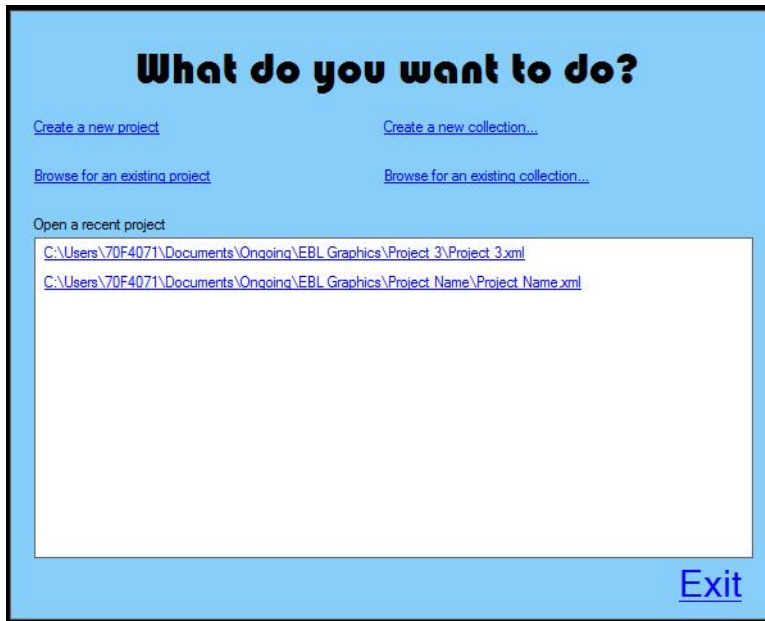 What do you want to do?
Create a new project
Create a new collection...
Browse for an existing project
Browse for an existing collection...
Open a recent project
C:\Users\70F4071\Documents\Ongoing\EBL Graphics\Project 3\Project 3.xml
C:\Users\70F4071\Documents\Ongoing\EBL Graphics\Project Name\Project Name.xml
Exit